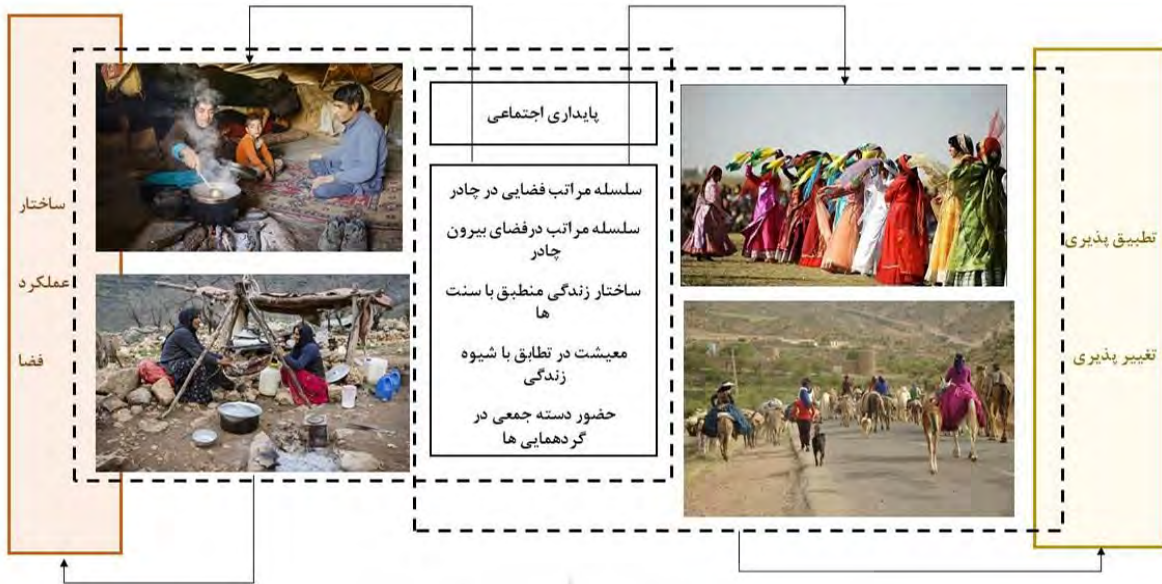 پایداری اجتماعی
سلسله مراتب فضایی در چادر
سلسله مراتب درفضای بیرون
چادر
ساختار زندگی منطبق با سنت
ها
معیشت در تطابق با شیوه
زندگی
حضور دسته جمعی در
گردهمایی ها
تطبیق پذیری
تغییر پذیری
ساختار
عملکرد
فضا